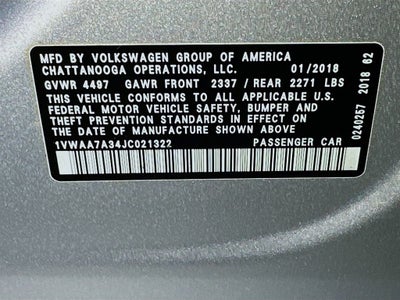 MFD BY VOLKSWAGEN GROUP OF AMERICA
CHATTANOOGA OPERATIONS, LLC. 01/2018
GVWR 4497 GAWR FRONT 2337 / REAR 2271 LBS
THIS VEHICLE CONFORMS TO ALL APPLICABLE
FEDERAL MOTOR VEHICLE SAFETY, BUMPER AND
THEFT PREVENTION STANDARDS IN EFFECT ON
THE DATE OF MANUFACTURE SHOWN ABOVE
1VWAA7A34JC021322 PASSENGER CAR
0240257 2018 62